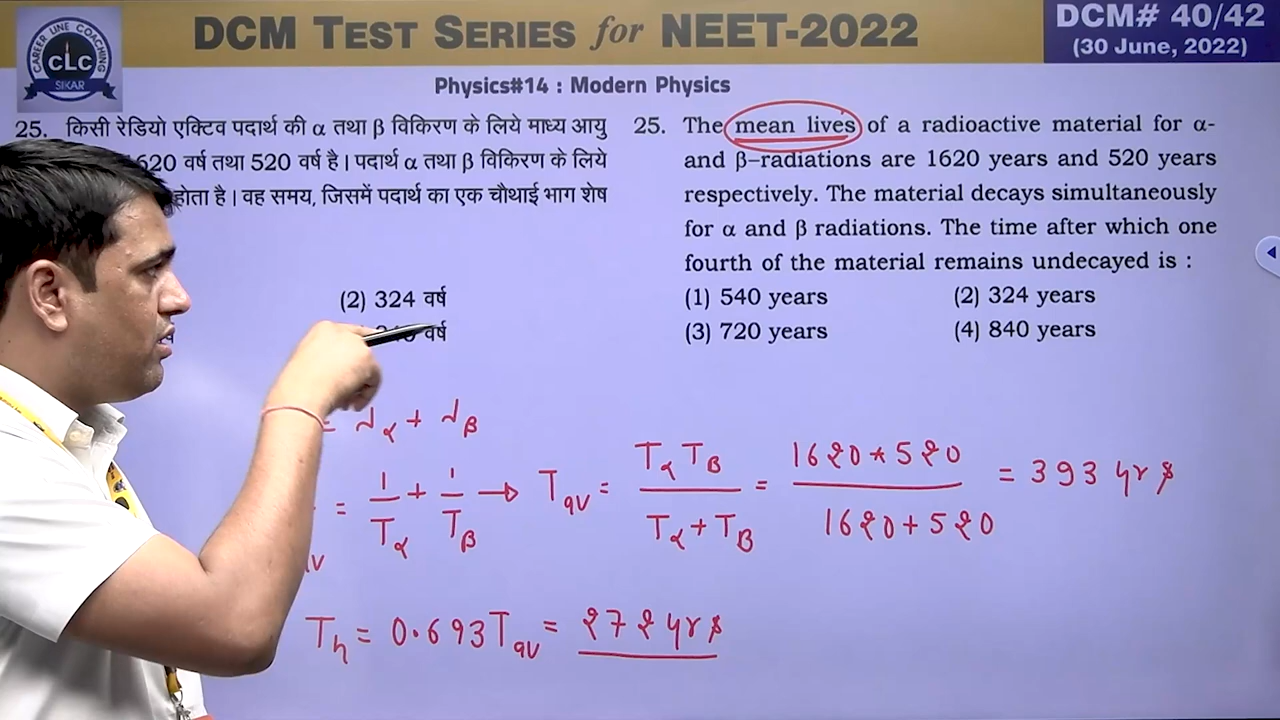 DCM TEST SERIES for NEET-2022
DCM# 40/42
(30 June, 2022)
CAREER LINE COACHING
CLC
SIKAR
Physics#14 : Modern Physics
25. किसी रेडियो एक्टिव पदार्थ की α तथा β विकिरण के लिये माध्य आयु
620 वर्ष तथा 520 वर्ष है। पदार्थ α तथा β विकिरण के लिये
होता है। वह समय, जिसमें पदार्थ का एक चौथाई भाग शेष
(2) 324 वर्ष
वर्ष
25. The mean lives of a radioactive material for α-
and β–radiations are 1620 years and 520 years
respectively. The material decays simultaneously
for α and β radiations. The time after which one
fourth of the material remains undecayed is :
(1) 540 years (2) 324 years
(3) 720 years (4) 840 years
= λα + λβ
= 1/Tα + 1/Tβ → Tav = TαTβ / Tα + Tβ = 1620 * 520 / 1620 + 520 = 393 yrs
Th = 0.693 Tav = 272 yrs